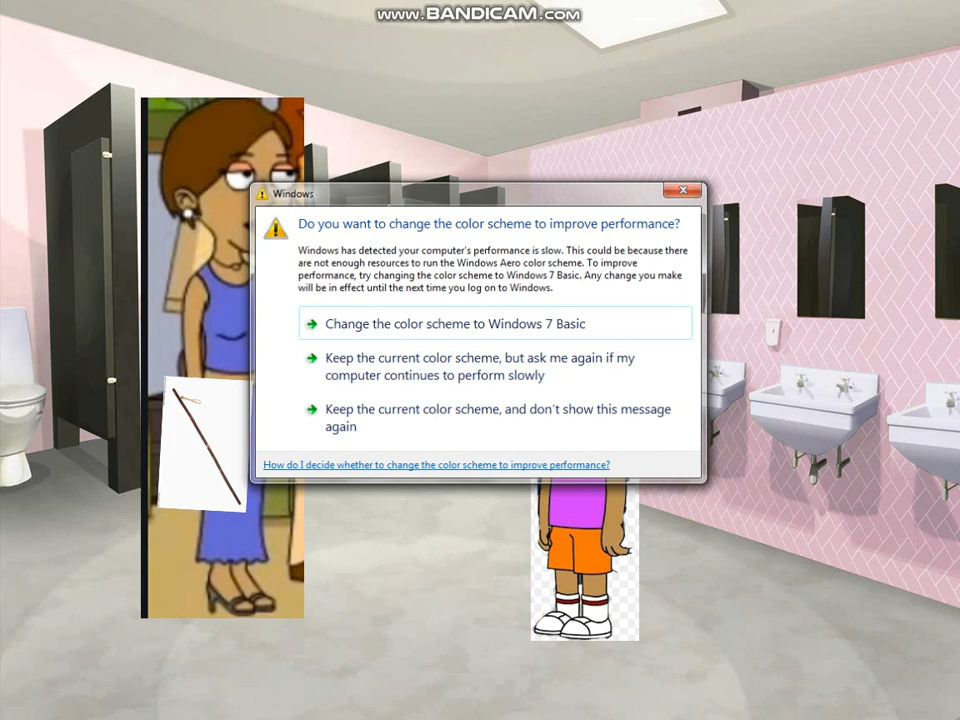 www.BANDICAM.com
Windows
Do you want to change the color scheme to improve performance?
Windows has detected your computer's performance is slow. This could be because there
are not enough resources to run the Windows Aero color scheme. To improve
performance, try changing the color scheme to Windows 7 Basic. Any change you make
will be in effect until the next time you log on to Windows.
Change the color scheme to Windows 7 Basic
Keep the current color scheme, but ask me again if my
computer continues to perform slowly
Keep the current color scheme, and don't show this message
again
How do I decide whether to change the color scheme to improve performance?